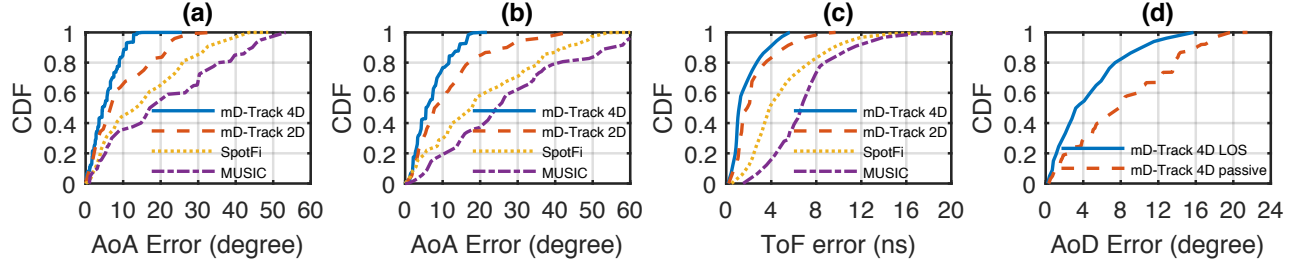 (a)
CDF
1
0.8
0.6
0.4
0.2
0
mD-Track 4D
mD-Track 2D
SpotFi
MUSIC
0 10 20 30 40 50 60
AoA Error (degree)
(b)
CDF
1
0.8
0.6
0.4
0.2
0
mD-Track 4D
mD-Track 2D
SpotFi
MUSIC
0 10 20 30 40 50 60
AoA Error (degree)
(c)
CDF
1
0.8
0.6
0.4
0.2
0
mD-Track 4D
mD-Track 2D
SpotFi
MUSIC
0 4 8 12 16 20
ToF error (ns)
(d)
CDF
1
0.8
0.6
0.4
0.2
0
mD-Track 4D LOS
mD-Track 4D passive
0 4 8 12 16 20 24
AoD Error (degree)